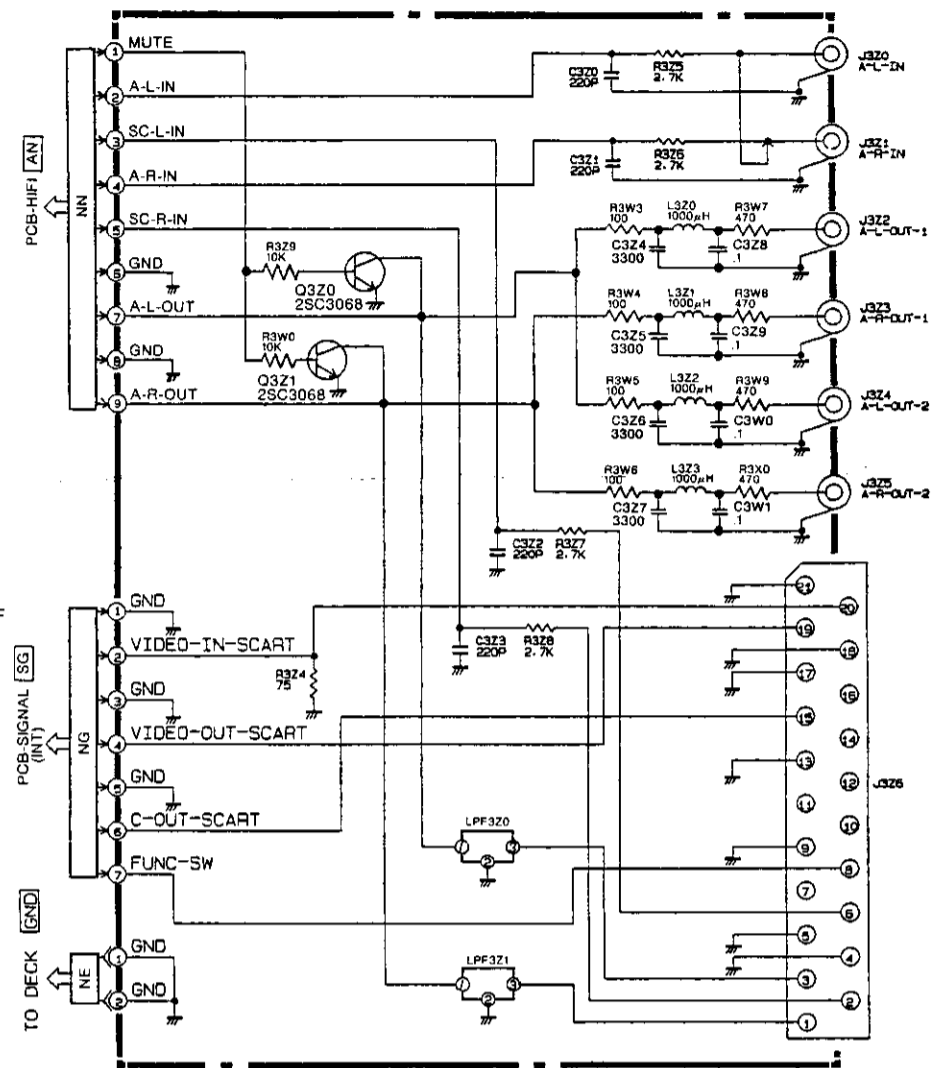 PCB-HIFI AN
NN
1 MUTE
2 A-L-IN
3 SC-L-IN
4 A-R-IN
5 SC-R-IN
6 GND
7 A-L-OUT
8 GND
9 A-R-OUT
R3Z9
10K
Q3Z0
2SC3068
R3W0
10K
Q3Z1
2SC3068
C3Z0
220P
R3Z5
2.7K
J3Z0
A-L-IN
C3Z1
220P
R3Z6
2.7K
J3Z1
A-R-IN
R3W3
100
L3Z0
1000µH
R3W7
470
C3Z4
3300
C3Z8
.1
J3Z2
A-L-OUT-1
R3W4
100
L3Z1
1000µH
R3W8
470
C3Z5
3300
C3Z9
.1
J3Z3
A-R-OUT-1
R3W5
100
L3Z2
1000µH
R3W9
470
C3Z6
3300
C3W0
.1
J3Z4
A-L-OUT-2
R3W6
100
L3Z3
1000µH
R3X0
470
C3Z7
3300
C3W1
.1
J3Z5
A-R-OUT-2
C3Z2
220P
R3Z7
2.7K
C3Z3
220P
R3Z8
2.7K
PCB-SIGNAL SG
(INT)
NG
1 GND
2 VIDEO-IN-SCART
3 GND
4 VIDEO-OUT-SCART
5 GND
6 C-OUT-SCART
7 FUNC-SW
R3Z4
75
TO DECK GND
NE
1 GND
2 GND
LPF3Z0
1 2 3
LPF3Z1
1 2 3
21
20
19
18
17
16
15
14
13
12
11
10
9
8
7
6
5
4
3
2
1
J3Z6